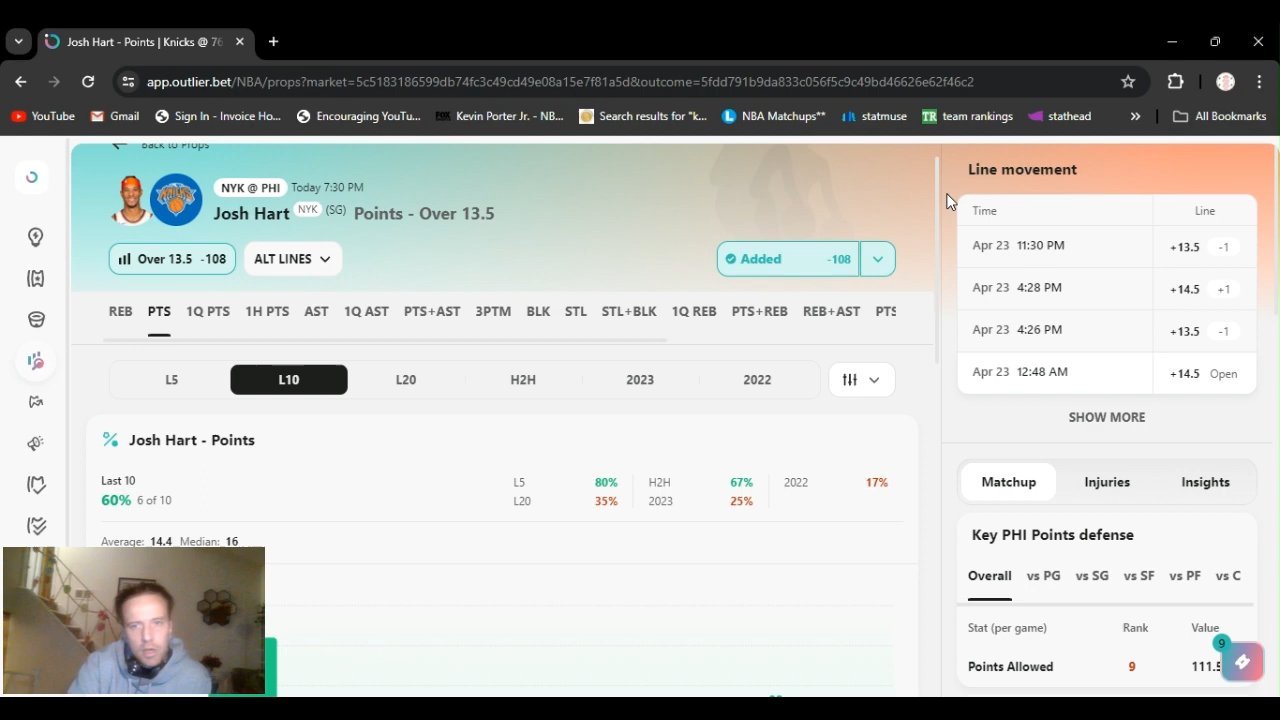 Josh Hart - Points | Knicks @ 76
app.outlier.bet/NBA/props?market=5c5183186599db74fc3c49cd49e08a15e7f81a5d&outcome=5fdd791b9da833c056f5c9c49bd46626e62f46c2
YouTube Gmail Sign In - Invoice Ho... Encouraging YouTu... FOX Kevin Porter Jr. - NB... Search results for "k... L NBA Matchups** statmuse TR team rankings stathead » All Bookmarks
Back to Props
NYK @ PHI Today 7:30 PM
Josh Hart NYK (SG) Points - Over 13.5
Over 13.5 -108 ALT LINES Added -108
REB PTS 1Q PTS 1H PTS AST 1Q AST PTS+AST 3PTM BLK STL STL+BLK 1Q REB PTS+REB REB+AST PTS
L5 L10 L20 H2H 2023 2022
Josh Hart - Points
Last 10
60% 6 of 10
L5 80% H2H 67% 2022 17%
L20 35% 2023 25%
Average: 14.4 Median: 16
Line movement
Time Line
Apr 23 11:30 PM +13.5 -1
Apr 23 4:28 PM +14.5 +1
Apr 23 4:26 PM +13.5 -1
Apr 23 12:48 AM +14.5 Open
SHOW MORE
Matchup Injuries Insights
Key PHI Points defense
Overall vs PG vs SG vs SF vs PF vs C
Stat (per game) Rank Value
9
Points Allowed 9 111.5